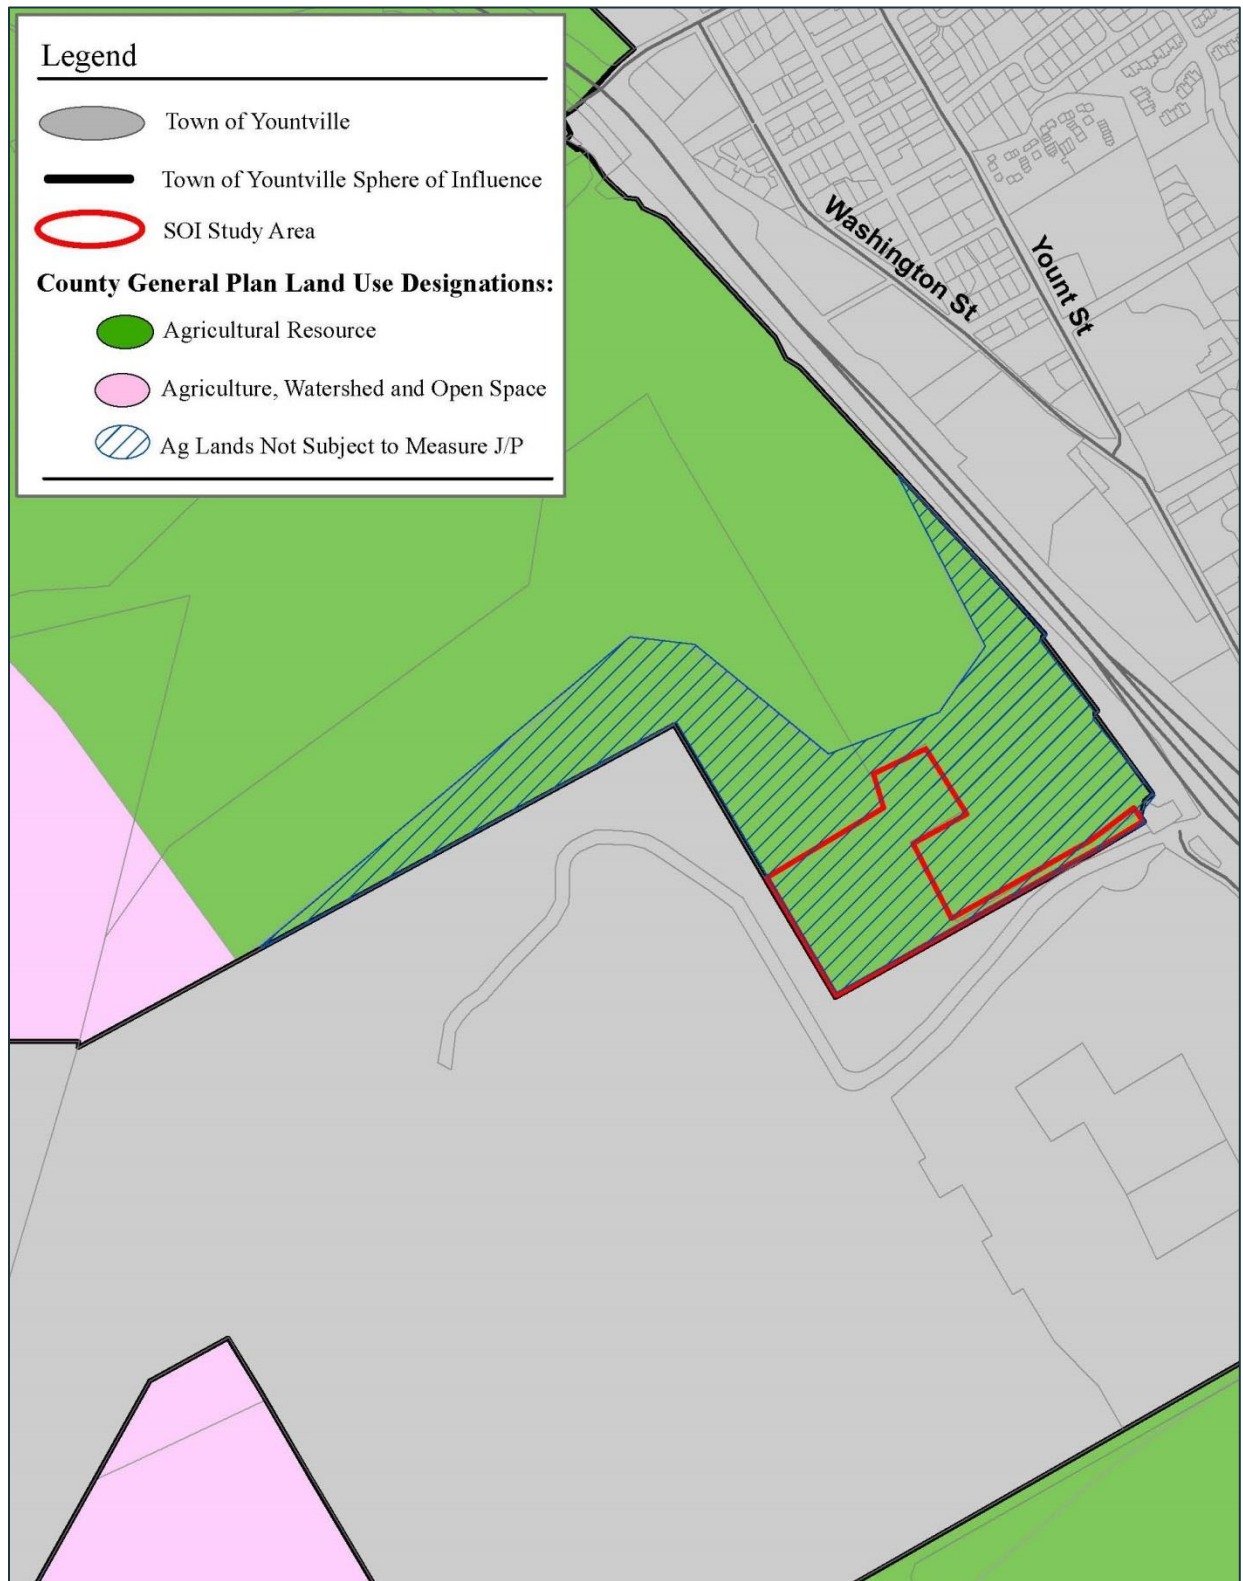 Legend
Town of Yountville
Town of Yountville Sphere of Influence
SOI Study Area
County General Plan Land Use Designations:
Agricultural Resource
Agriculture, Watershed and Open Space
Ag Lands Not Subject to Measure J/P
Washington St
Yount St